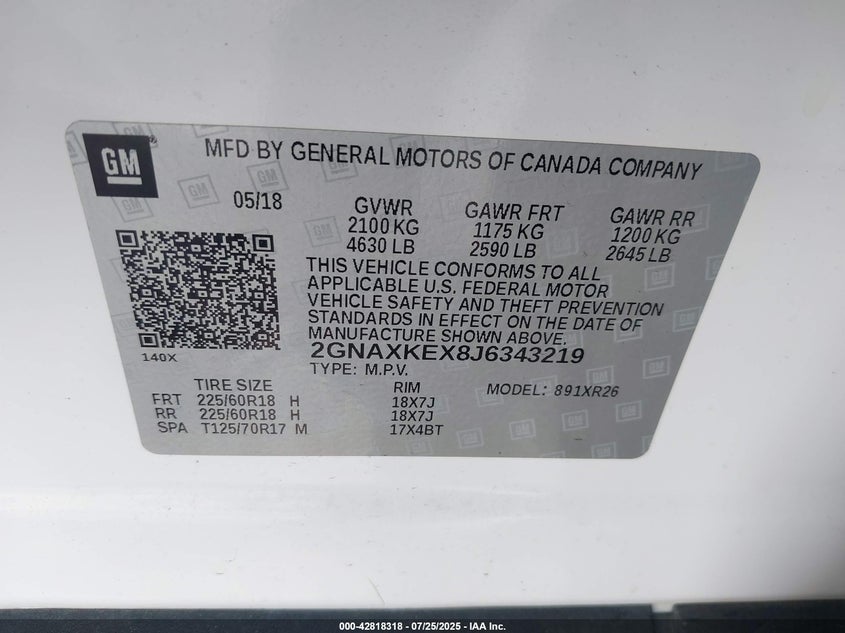 GM
MFD BY GENERAL MOTORS OF CANADA COMPANY
05/18 GVWR GAWR FRT GAWR RR
2100 KG 1175 KG 1200 KG
4630 LB 2590 LB 2645 LB
THIS VEHICLE CONFORMS TO ALL
APPLICABLE U.S. FEDERAL MOTOR
VEHICLE SAFETY AND THEFT PREVENTION
STANDARDS IN EFFECT ON THE DATE OF
MANUFACTURE SHOWN ABOVE.
140X 2GNAXKEX8J6343219
TYPE: M.P.V.
TIRE SIZE RIM MODEL: 891XR26
FRT 225/60R18 H 18X7J
RR 225/60R18 H 18X7J
SPA T125/70R17 M 17X4BT
000-42818318 - 07/25/2025 - IAA Inc.